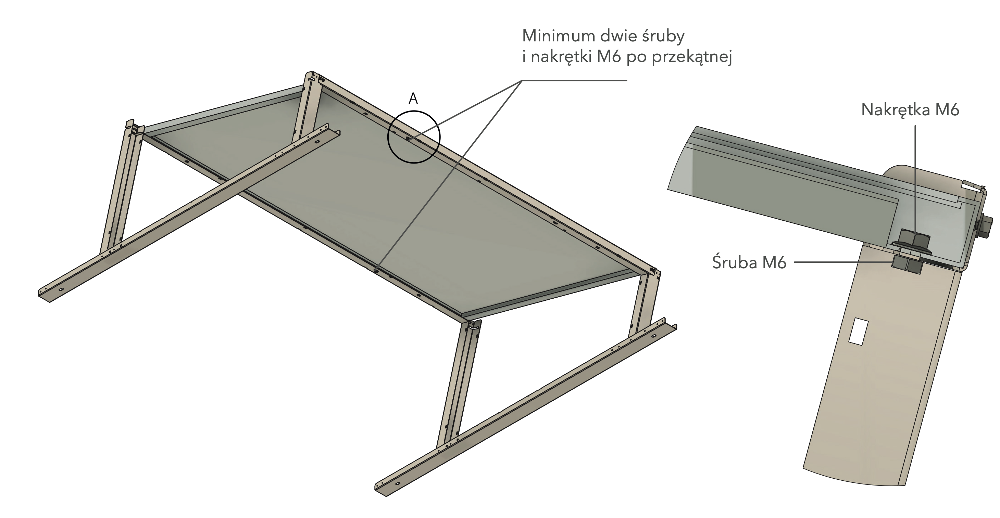 Minimum dwie śruby
i nakrętki M6 po przekątnej
A
Nakrętka M6
Śruba M6